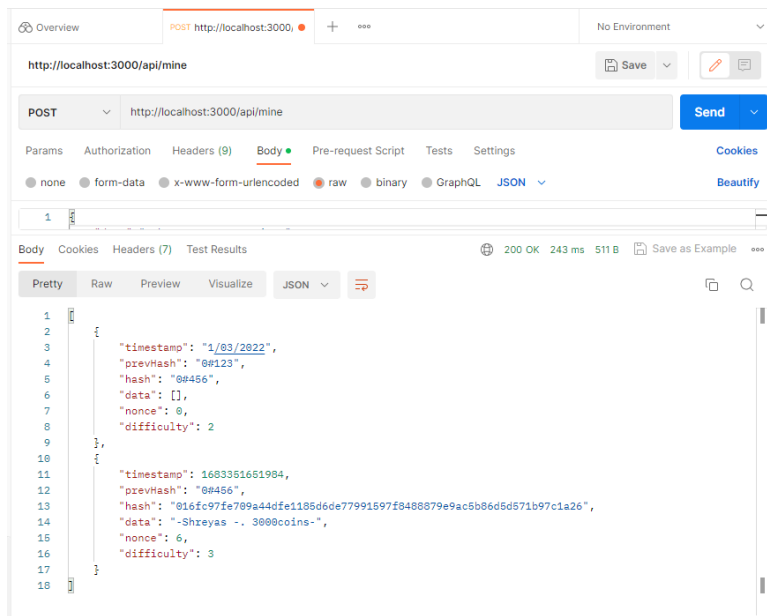 Overview POST http://localhost:3000/ No Environment
http://localhost:3000/api/mine Save
POST http://localhost:3000/api/mine Send
Params Authorization Headers (9) Body Pre-request Script Tests Settings Cookies
none form-data x-www-form-urlencoded raw binary GraphQL JSON Beautify
1 {
Body Cookies Headers (7) Test Results 200 OK 243 ms 511 B Save as Example
Pretty Raw Preview Visualize JSON
1 [
2 {
3 "timestamp": "1/03/2022",
4 "prevHash": "0#123",
5 "hash": "0#456",
6 "data": [],
7 "nonce": 0,
8 "difficulty": 2
9 },
10 {
11 "timestamp": 1683351651984,
12 "prevHash": "0#456",
13 "hash": "016fc97fe709a44dfe1185d6de77991597f8488879e9ac5b86d5d571b97c1a26",
14 "data": "-Shreyas -. 3000coins-",
15 "nonce": 6,
16 "difficulty": 3
17 }
18 ]